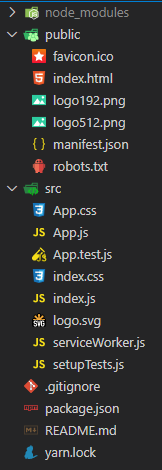 node_modules
public
favicon.ico
index.html
logo192.png
logo512.png
manifest.json
robots.txt
src
App.css
App.js
App.test.js
index.css
index.js
logo.svg
serviceWorker.js
setupTests.js
.gitignore
package.json
README.md
yarn.lock